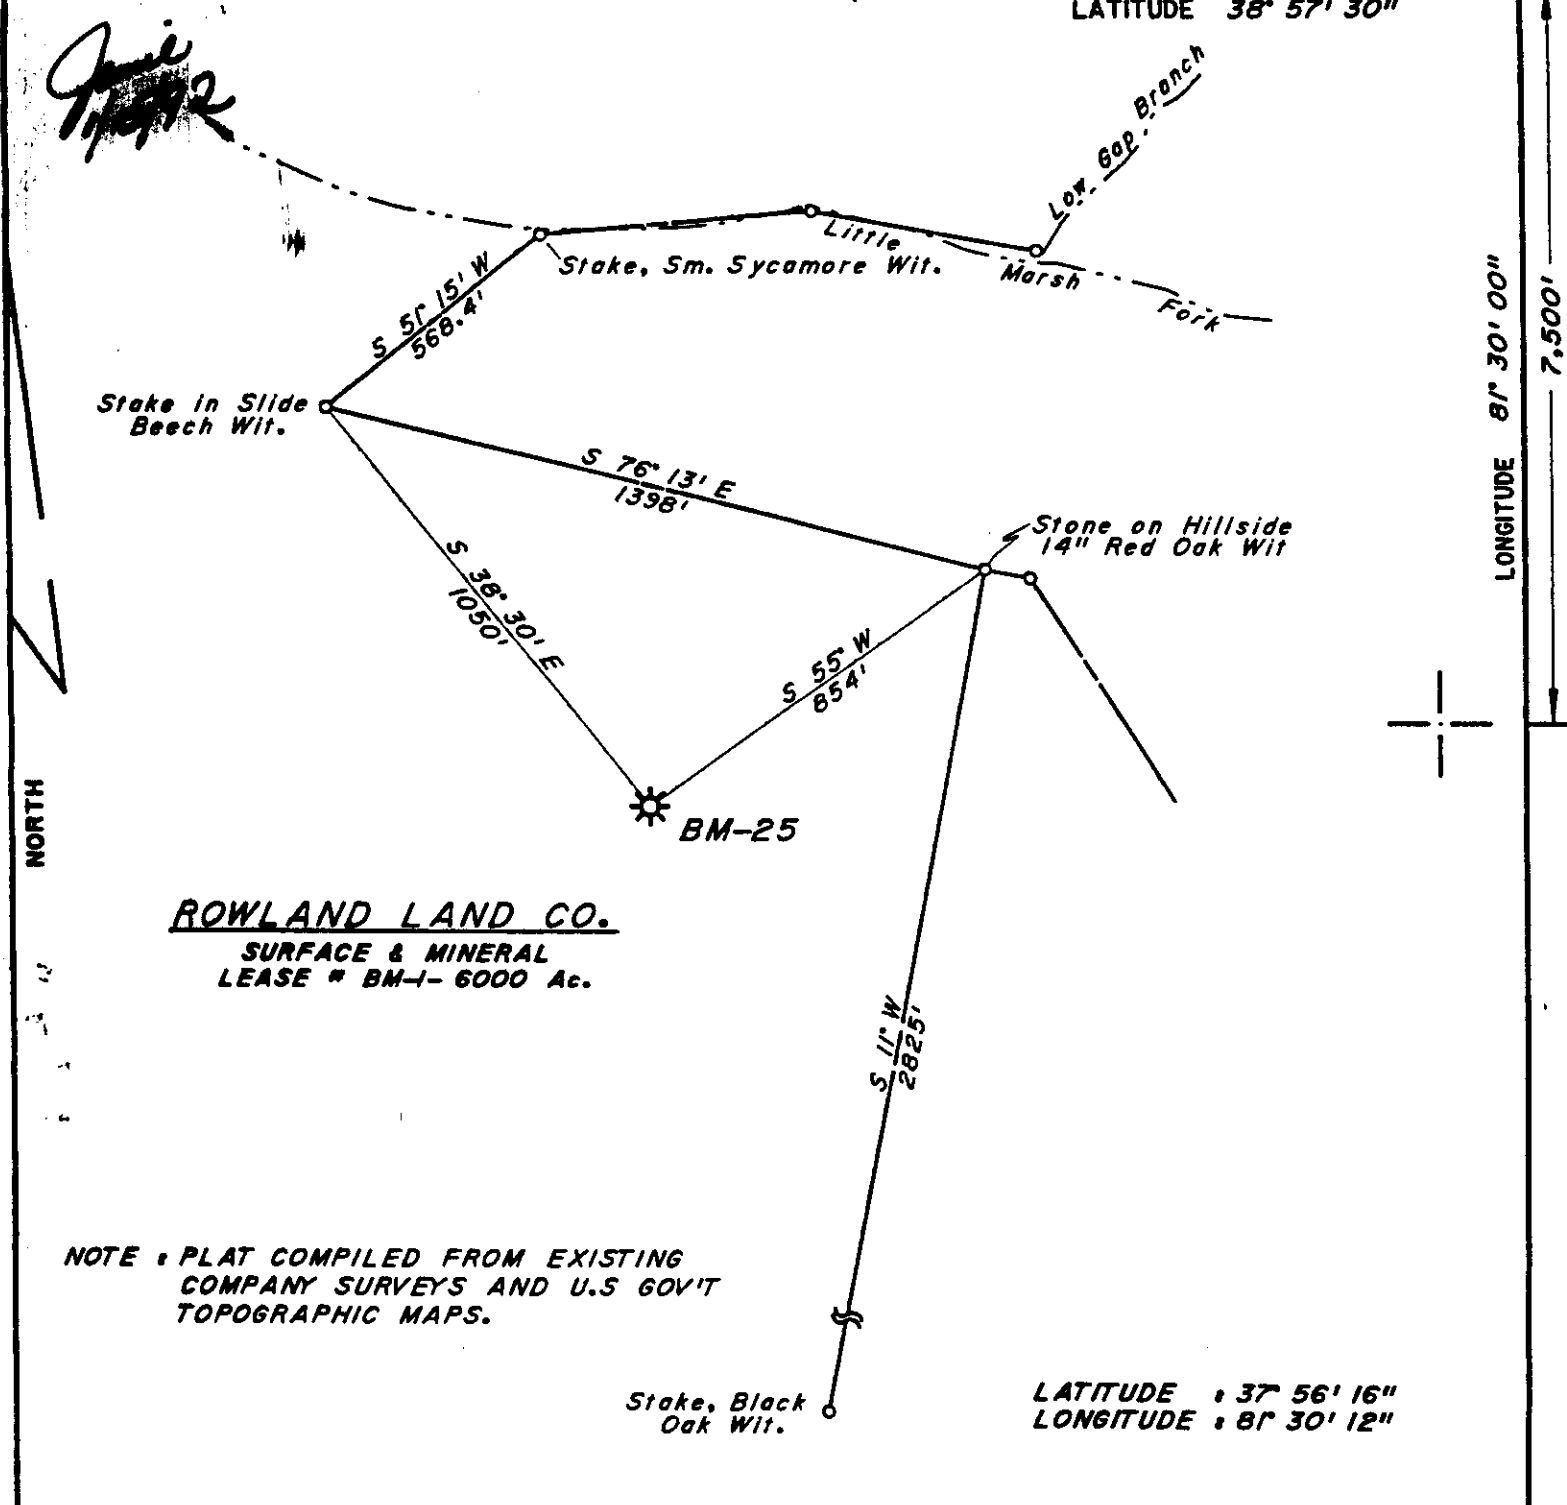 LATITUDE 38° 57' 30"
Low Gap Branch
Little Marsh Fork
Stake, Sm. Sycamore Wit.
S 51° 15' W
568.4'
LONGITUDE 81° 30' 00"
7,500'
Stake in Slide
Beech Wit.
S 76° 13' E
1398'
Stone on Hillside
14" Red Oak Wit
S 38° 30' E
1050'
S 55° W
854'
BM-25
NORTH
ROWLAND LAND CO.
SURFACE & MINERAL
LEASE # BM-1- 6000 Ac.
S 11° W
2825'
NOTE : PLAT COMPILED FROM EXISTING
COMPANY SURVEYS AND U.S GOV'T
TOPOGRAPHIC MAPS.
Stake, Black
Oak Wit.
LATITUDE : 37° 56' 16"
LONGITUDE : 81° 30' 12"